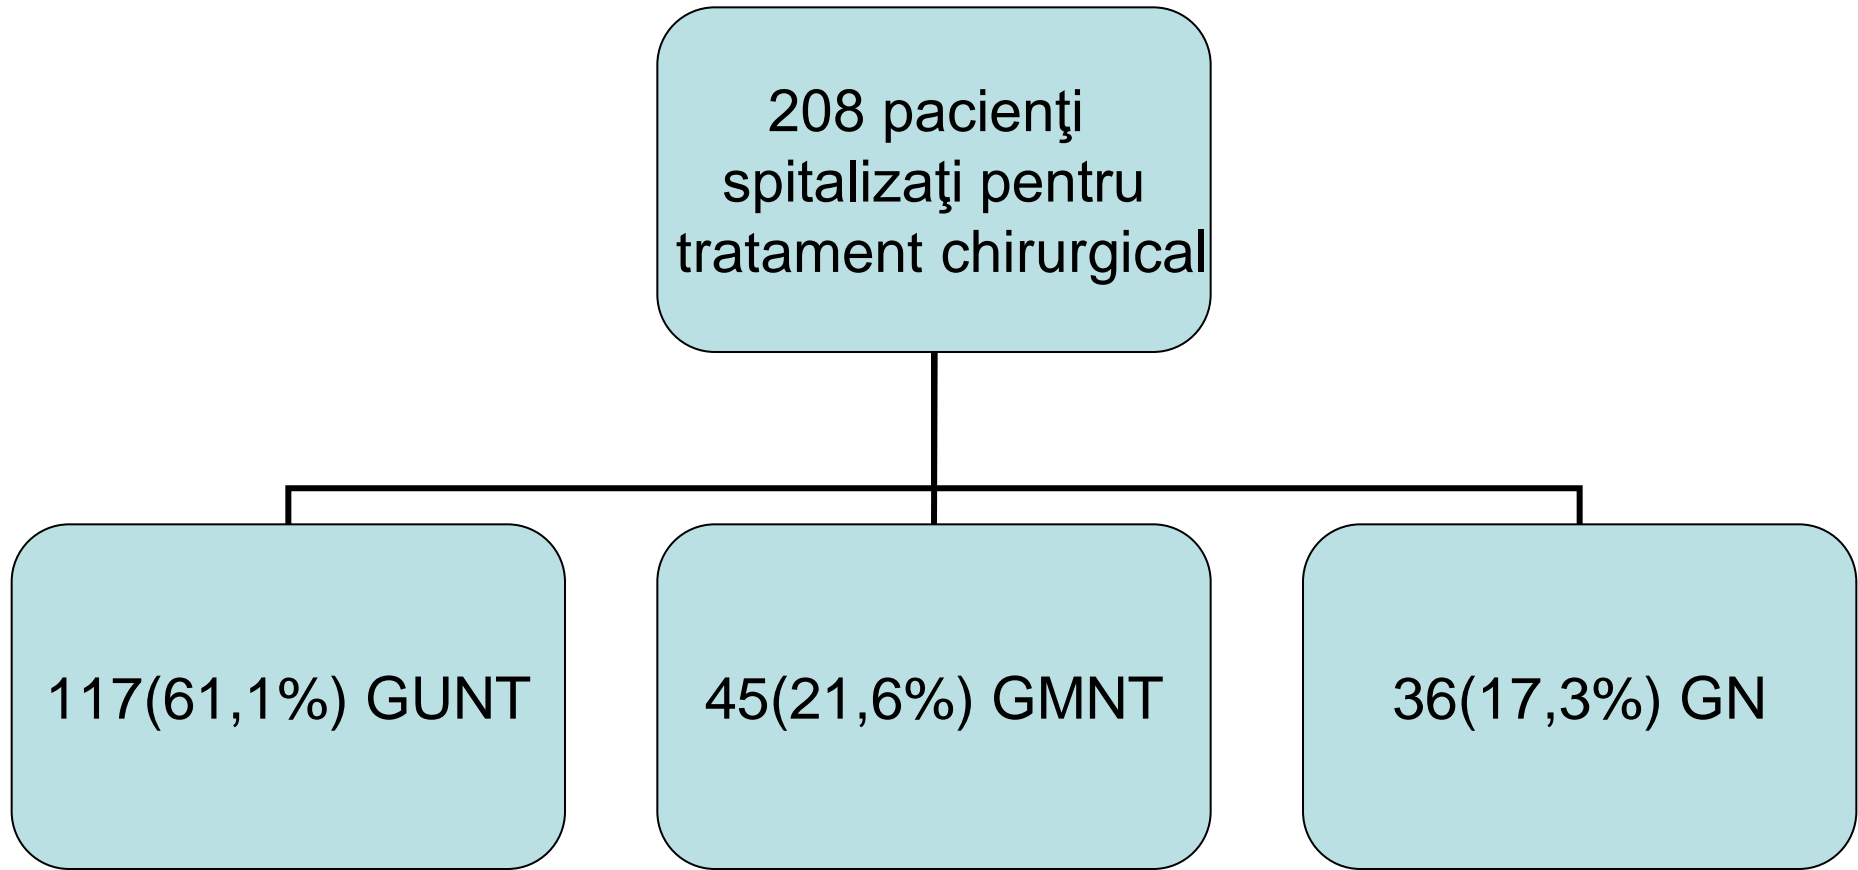 208 pacienţi
spitalizaţi pentru
tratament chirurgical
117(61,1%) GUNT
45(21,6%) GMNT
36(17,3%) GN